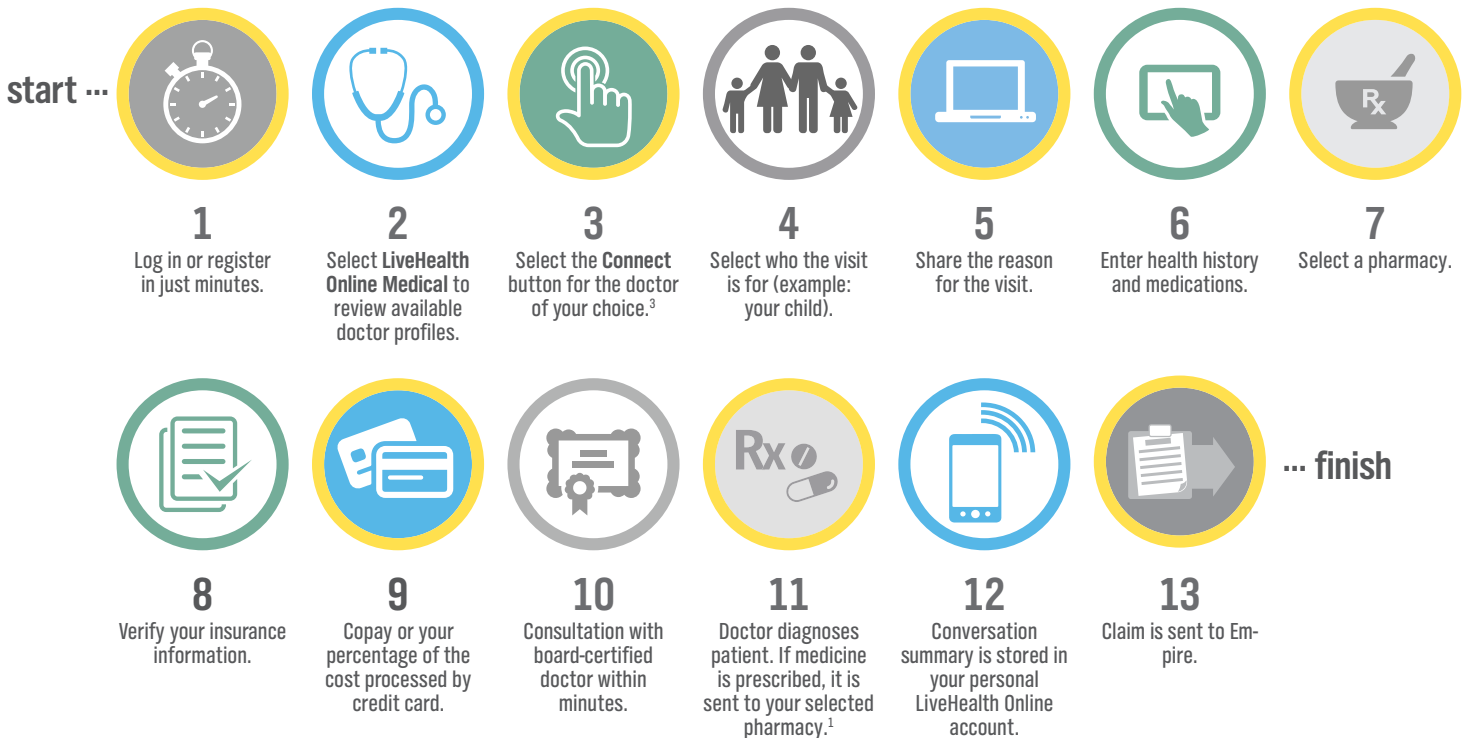 start ...
1
Log in or register
in just minutes.
2
Select LiveHealth
Online Medical to
review available
doctor profiles.
3
Select the Connect
button for the doctor
of your choice.³
4
Select who the visit
is for (example:
your child).
5
Share the reason
for the visit.
6
Enter health history
and medications.
Rx
7
Select a pharmacy.
8
Verify your insurance
information.
9
Copay or your
percentage of the
cost processed by
credit card.
10
Consultation with
board-certified
doctor within
minutes.
Rx
11
Doctor diagnoses
patient. If medicine
is prescribed, it is
sent to your selected
pharmacy.¹
12
Conversation
summary is stored in
your personal
LiveHealth Online
account.
13
Claim is sent to Em-
pire.
... finish